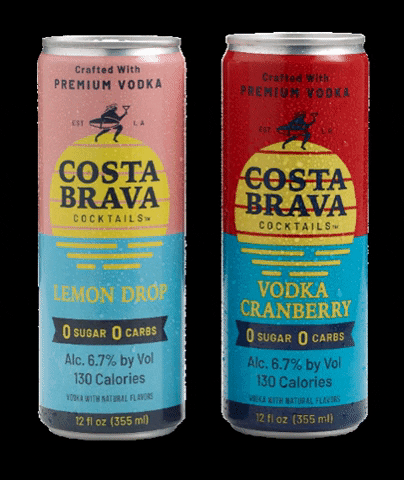 Crafted With
PREMIUM VODKA
EST L.A
COSTA
BRAVA
COCKTAILS™
LEMON DROP
0 SUGAR 0 CARBS
Alc. 6.7% by Vol
130 Calories
VODKA WITH NATURAL FLAVORS
12 fl oz (355 ml)
Crafted With
PREMIUM VODKA
EST L.A
COSTA
BRAVA
COCKTAILS™
VODKA
CRANBERRY
0 SUGAR 0 CARBS
Alc. 6.7% by Vol
130 Calories
VODKA WITH NATURAL FLAVORS
12 fl oz (355 ml)